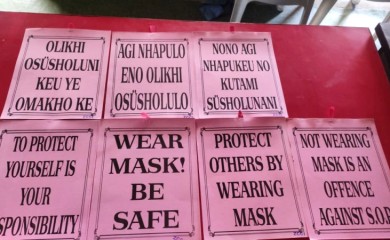 OLIKHI
OSÜSHOLUNI
KEU YE
OMAKHO KE
AGI NHAPULO
ENO OLIKHI
OSÜSHOLULO
NONO AGI
NHAPUKEU NO
KUTAMI
SÜSHOLUNANI
TO PROTECT
YOURSELF IS
YOUR
SPONSIBILITY
WEAR
MASK!
BE
SAFE
PROTECT
OTHERS BY
WEARING
MASK
NOT WEARING
MASK IS AN
OFFENCE
AGAINST S.O.P